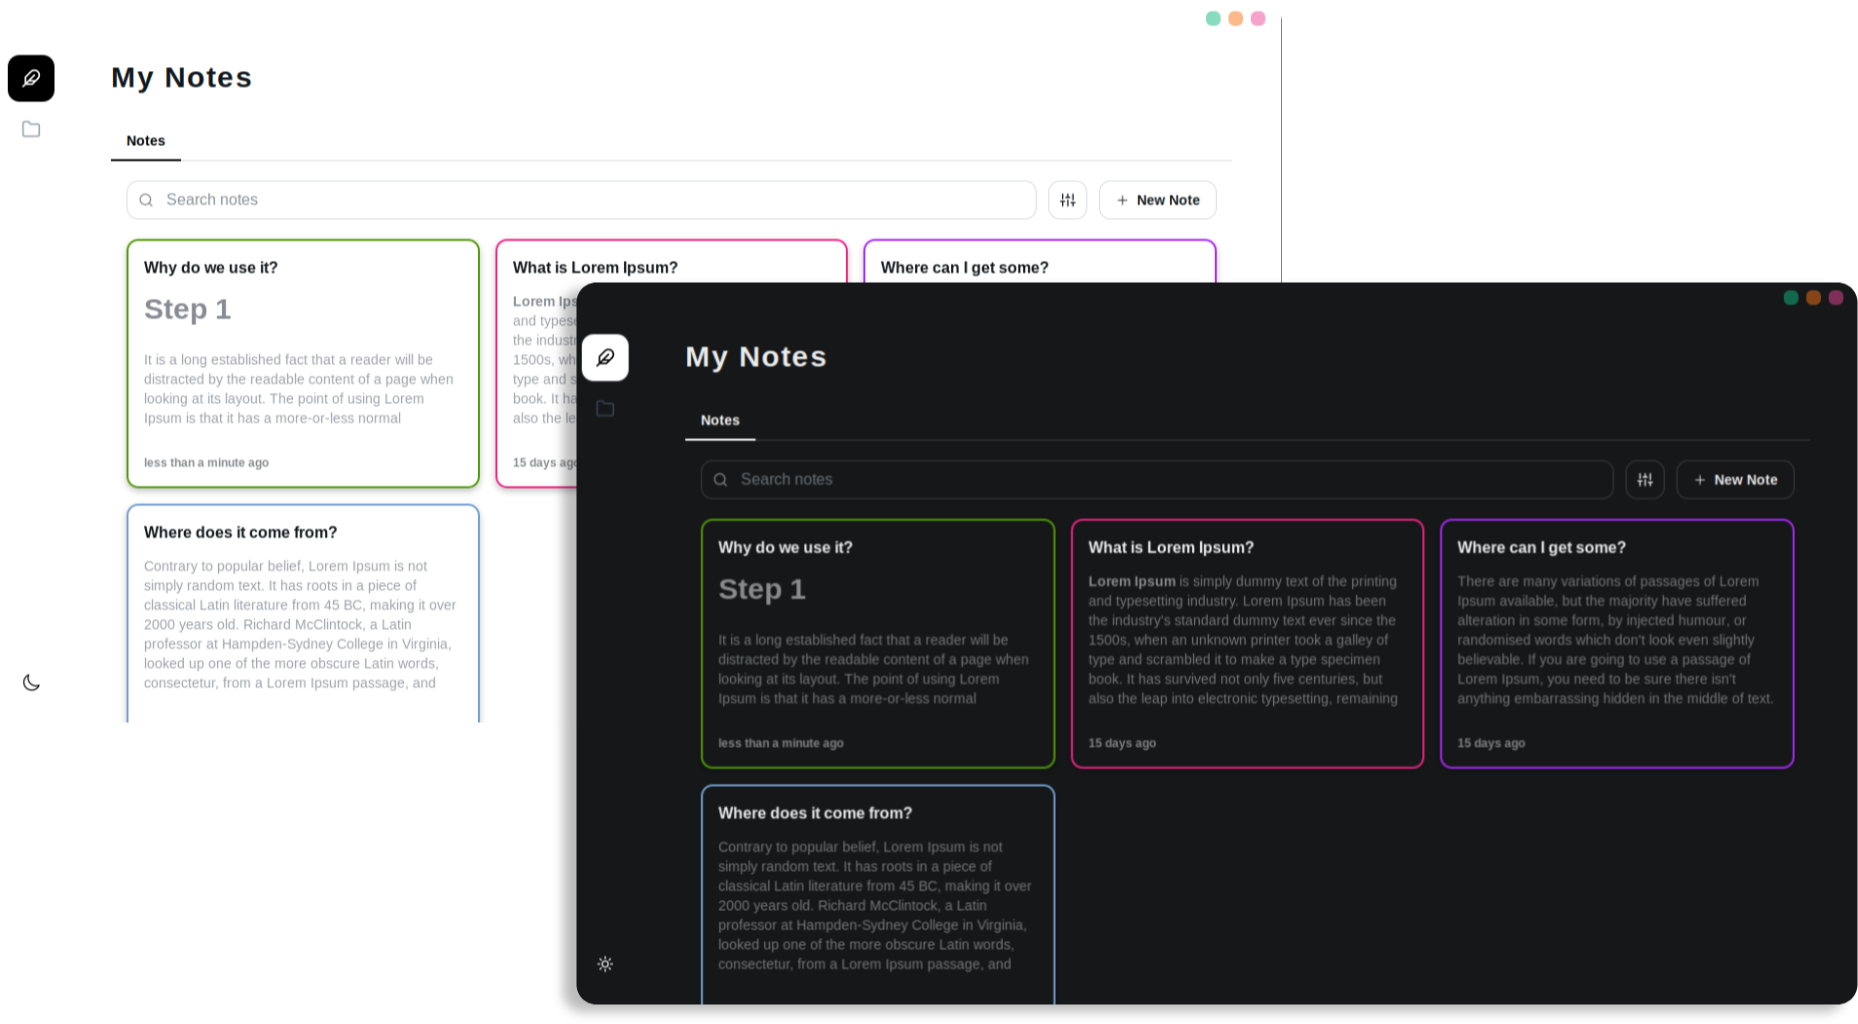 My Notes
Notes
Search notes
New Note
Why do we use it?
Step 1
It is a long established fact that a reader will be
distracted by the readable content of a page when
looking at its layout. The point of using Lorem
Ipsum is that it has a more-or-less normal
less than a minute ago
What is Lorem Ipsum?
Lorem Ips
and typese
the indust
1500s, wh
type and s
book. It ha
also the le
15 days ago
Where can I get some?
Where does it come from?
Contrary to popular belief, Lorem Ipsum is not
simply random text. It has roots in a piece of
classical Latin literature from 45 BC, making it over
2000 years old. Richard McClintock, a Latin
professor at Hampden-Sydney College in Virginia,
looked up one of the more obscure Latin words,
consectetur, from a Lorem Ipsum passage, and
My Notes
Notes
Search notes
New Note
Why do we use it?
Step 1
It is a long established fact that a reader will be
distracted by the readable content of a page when
looking at its layout. The point of using Lorem
Ipsum is that it has a more-or-less normal
less than a minute ago
What is Lorem Ipsum?
Lorem Ipsum is simply dummy text of the printing
and typesetting industry. Lorem Ipsum has been
the industry's standard dummy text ever since the
1500s, when an unknown printer took a galley of
type and scrambled it to make a type specimen
book. It has survived not only five centuries, but
also the leap into electronic typesetting, remaining
15 days ago
Where can I get some?
There are many variations of passages of Lorem
Ipsum available, but the majority have suffered
alteration in some form, by injected humour, or
randomised words which don't look even slightly
believable. If you are going to use a passage of
Lorem Ipsum, you need to be sure there isn't
anything embarrassing hidden in the middle of text.
15 days ago
Where does it come from?
Contrary to popular belief, Lorem Ipsum is not
simply random text. It has roots in a piece of
classical Latin literature from 45 BC, making it over
2000 years old. Richard McClintock, a Latin
professor at Hampden-Sydney College in Virginia,
looked up one of the more obscure Latin words,
consectetur, from a Lorem Ipsum passage, and